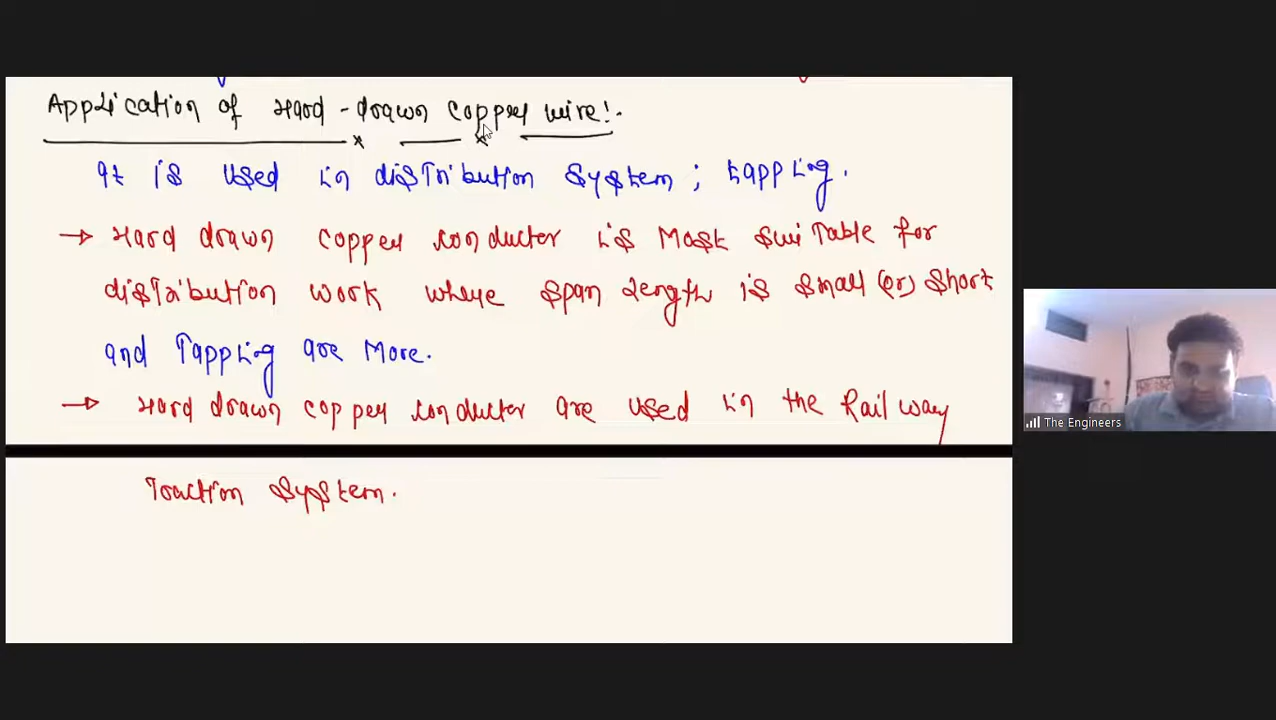 Application of Hard-drawn copper wire:-
It is used in distribution system; tapping.
→ Hard drawn copper conductor is Most suitable for
distribution work where span length is small (or) short
and Tapping are More.
→ Hard drawn copper conductor are used in the Railway
Traction system.
The Engineers